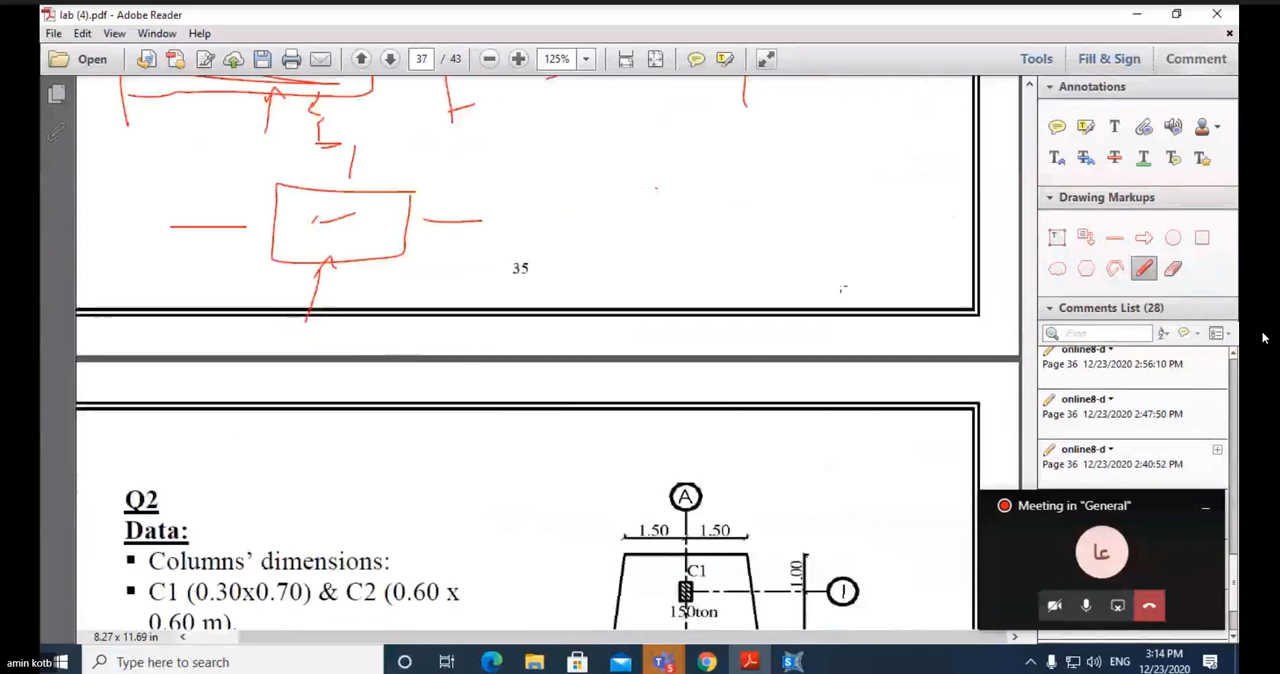 lab (4).pdf - Adobe Reader
File Edit View Window Help
Open 37 / 43 125% Tools Fill & Sign Comment
Annotations
Drawing Markups
Comments List (28)
Find
online8-d
Page 36 12/23/2020 2:56:10 PM
online8-d
Page 36 12/23/2020 2:47:50 PM
online8-d
Page 36 12/23/2020 2:40:52 PM
35
Q2
Data:
▪ Columns’ dimensions:
▪ C1 (0.30x0.70) & C2 (0.60 x
0.60 m).
A
1.50 1.50
C1
1.00
1
150ton
Meeting in "General"
عا
8.27 x 11.69 in
amin kotb
Type here to search
ENG
3:14 PM
12/23/2020